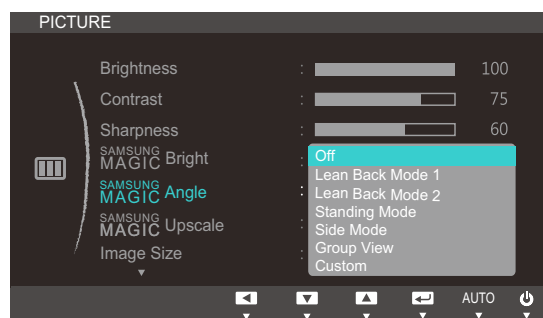 PICTURE
Brightness : 100
Contrast : 75
Sharpness : 60
SAMSUNG MAGIC Bright :
SAMSUNG MAGIC Angle :
SAMSUNG MAGIC Upscale :
Image Size :
Off
Lean Back Mode 1
Lean Back Mode 2
Standing Mode
Side Mode
Group View
Custom
AUTO